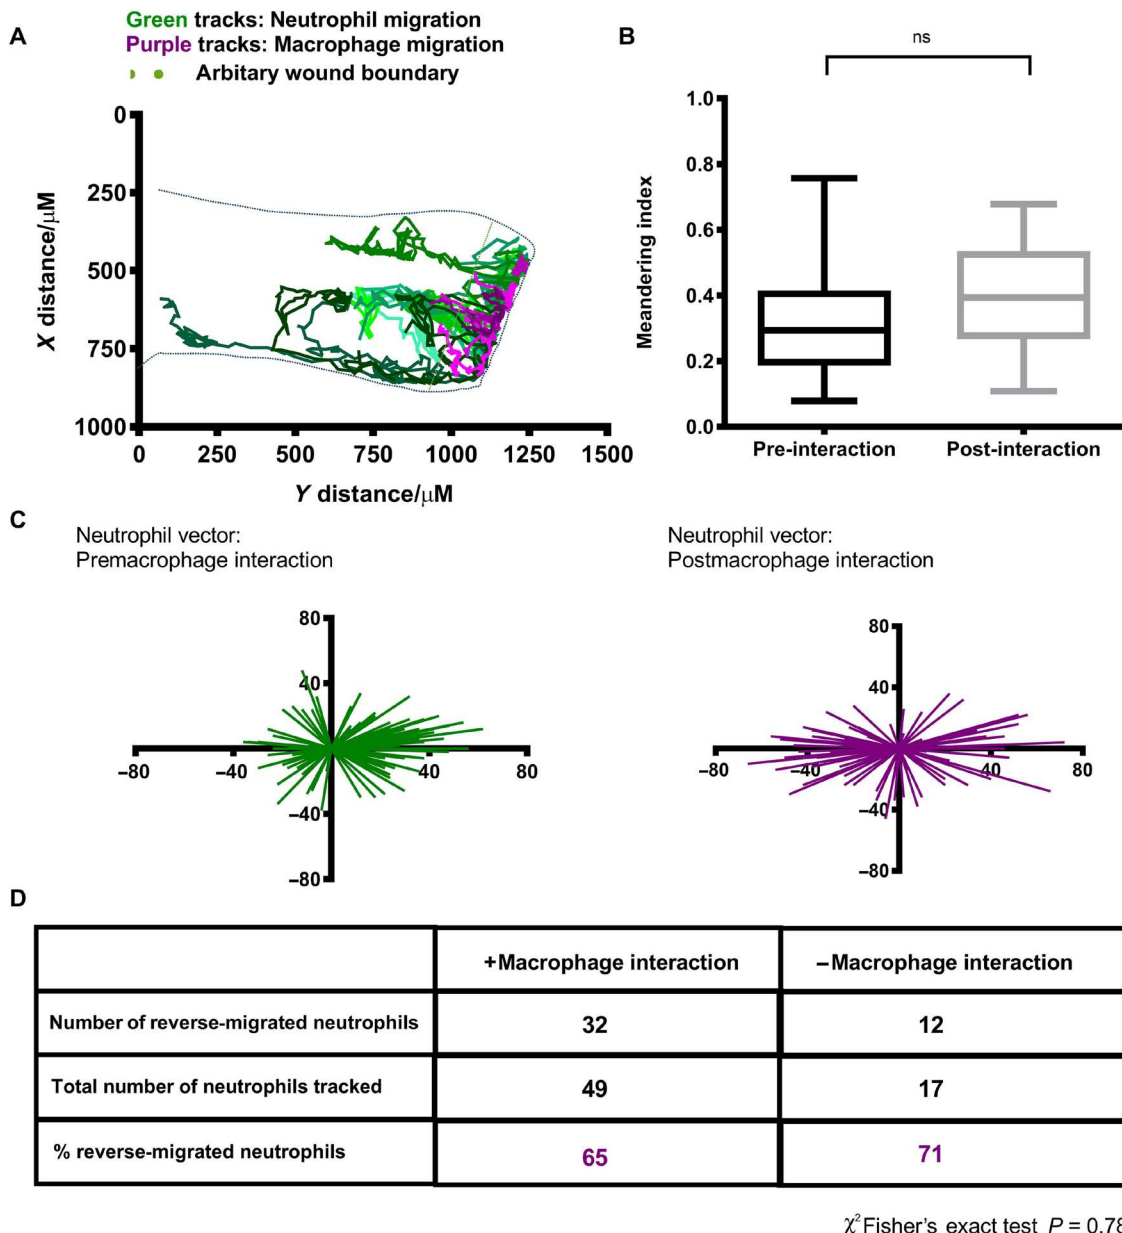 A
Green tracks: Neutrophil migration
Purple tracks: Macrophage migration
Arbitary wound boundary
0
250
500
750
1000
X distance/µM
0 250 500 750 1000 1250 1500
Y distance/µM
B
ns
1.0
0.8
0.6
0.4
0.2
0.0
Meandering index
Pre-interaction Post-interaction
C
Neutrophil vector:
Premacrophage interaction
80
40
–80 –40 40 80
–40
–80
Neutrophil vector:
Postmacrophage interaction
80
40
–80 –40 40 80
–40
–80
D
+Macrophage interaction –Macrophage interaction
Number of reverse-migrated neutrophils 32 12
Total number of neutrophils tracked 49 17
% reverse-migrated neutrophils 65 71
χ² Fisher's exact test P = 0.78